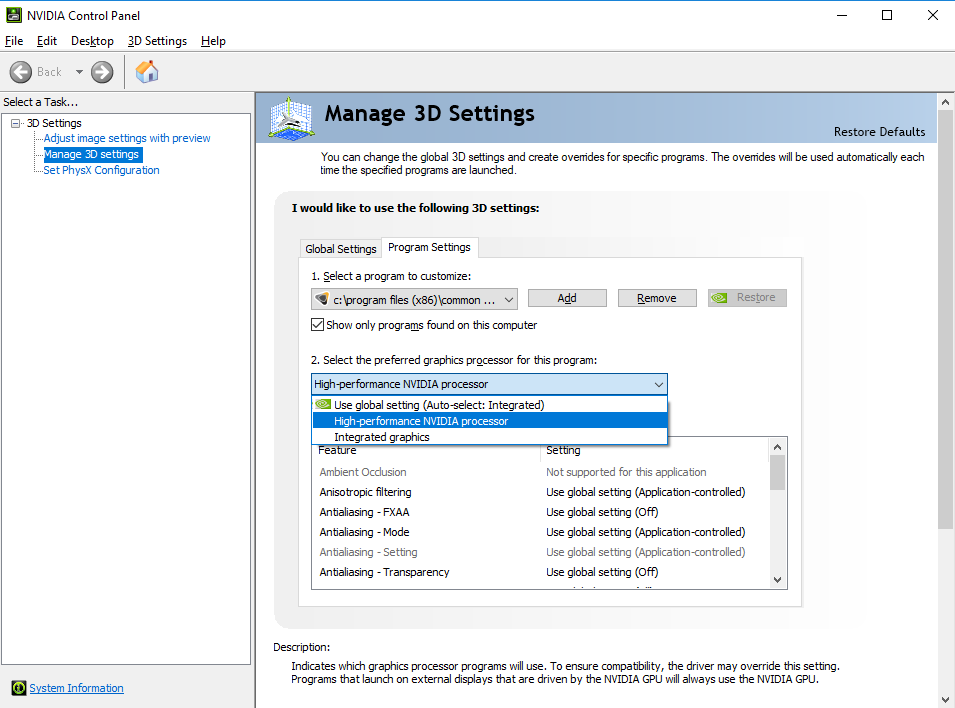 NVIDIA Control Panel
File Edit Desktop 3D Settings Help
Back
Select a Task...
3D Settings
Adjust image settings with preview
Manage 3D settings
Set PhysX Configuration
System Information
Manage 3D Settings
Restore Defaults
You can change the global 3D settings and create overrides for specific programs. The overrides will be used automatically each
time the specified programs are launched.
I would like to use the following 3D settings:
Global Settings Program Settings
1. Select a program to customize:
c:\program files (x86)\common ... Add Remove Restore
Show only programs found on this computer
2. Select the preferred graphics processor for this program:
High-performance NVIDIA processor
Use global setting (Auto-select: Integrated)
High-performance NVIDIA processor
Integrated graphics
Feature Setting
Ambient Occlusion Not supported for this application
Anisotropic filtering Use global setting (Application-controlled)
Antialiasing - FXAA Use global setting (Off)
Antialiasing - Mode Use global setting (Application-controlled)
Antialiasing - Setting Use global setting (Application-controlled)
Antialiasing - Transparency Use global setting (Off)
Description:
Indicates which graphics processor programs will use. To ensure compatibility, the driver may override this setting.
Programs that launch on external displays that are driven by the NVIDIA GPU will always use the NVIDIA GPU.